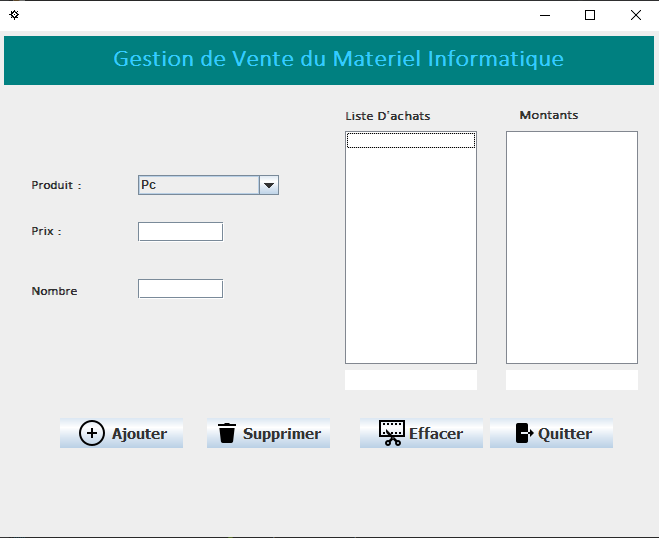 Gestion de Vente du Materiel Informatique
Liste D'achats
Montants
Produit :
Pc
Prix :
Nombre
Ajouter
Supprimer
Effacer
Quitter